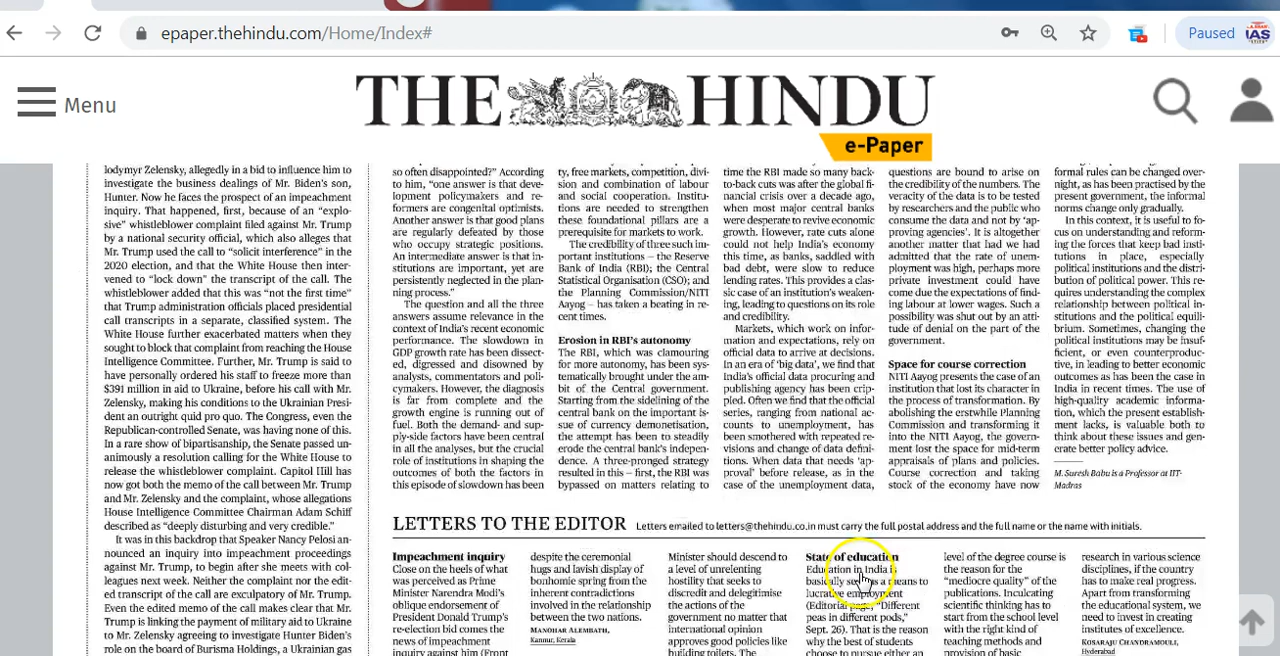 epaper.thehindu.com/Home/Index#
Paused
IAS
Menu
THE HINDU
e-Paper
lodymyr Zelensky, allegedly in a bid to influence him to
investigate the business dealings of Mr. Biden's son,
Hunter. Now he faces the prospect of an impeachment
inquiry. That happened, first, because of an "explo-
sive" whistleblower complaint filed against Mr. Trump
by a national security official, which also alleges that
Mr. Trump used the call to "solicit interference" in the
2020 election, and that the White House then inter-
vened to "lock down" the transcript of the call. The
whistleblower added that this was "not the first time"
that Trump administration officials placed presidential
call transcripts in a separate, classified system. The
White House further exacerbated matters when they
sought to block that complaint from reaching the House
Intelligence Committee. Further, Mr. Trump is said to
have personally ordered his staff to freeze more than
$391 million in aid to Ukraine, before his call with Mr.
Zelensky, making his conditions to the Ukrainian Presi-
dent an outright quid pro quo. The Congress, even the
Republican-controlled Senate, was having none of this.
In a rare show of bipartisanship, the Senate passed un-
animously a resolution calling for the White House to
release the whistleblower complaint. Capitol Hill has
now got both the memo of the call between Mr. Trump
and Mr. Zelensky and the complaint, whose allegations
House Intelligence Committee Chairman Adam Schiff
described as "deeply disturbing and very credible."
It was in this backdrop that Speaker Nancy Pelosi an-
nounced an inquiry into impeachment proceedings
against Mr. Trump, to begin after she meets with col-
leagues next week. Neither the complaint nor the edit-
ed transcript of the call are exculpatory of Mr. Trump.
Even the edited memo of the call makes clear that Mr.
Trump is linking the payment of military aid to Ukraine
to Mr. Zelensky agreeing to investigate Hunter Biden's
role on the board of Burisma Holdings, a Ukrainian gas
so often disappointed?" According
to him, "one answer is that deve-
lopment policymakers and re-
formers are congenital optimists.
Another answer is that good plans
are regularly defeated by those
who occupy strategic positions.
An intermediate answer is that in-
stitutions are important, yet are
persistently neglected in the plan-
ning process."
The question and all the three
answers assume relevance in the
context of India's recent economic
performance. The slowdown in
GDP growth rate has been dissect-
ed, digressed and disowned by
analysts, commentators and poli-
cymakers. However, the diagnosis
is far from complete and the
growth engine is running out of
fuel. Both the demand- and sup-
ply-side factors have been central
in all the analyses, but the crucial
role of institutions in shaping the
outcomes of both the factors in
this episode of slowdown has been
ty, free markets, competition, divi-
sion and combination of labour
and social cooperation. Institu-
tions are needed to strengthen
these foundational pillars are a
prerequisite for markets to work.
The credibility of three such im-
portant institutions – the Reserve
Bank of India (RBI); the Central
Statistical Organisation (CSO); and
the Planning Commission/NITI
Aayog – has taken a beating in re-
cent times.
Erosion in RBI's autonomy
The RBI, which was clamouring
for more autonomy, has been sys-
tematically brought under the am-
bit of the Central government.
Starting from the sidelining of the
central bank on the important is-
sue of currency demonetisation,
the attempt has been to steadily
erode the central bank's indepen-
dence. A three-pronged strategy
resulted in this – first, the RBI was
bypassed on matters relating to
time the RBI made so many back-
to-back cuts was after the global fi-
nancial crisis over a decade ago,
when most major central banks
were desperate to revive economic
growth. However, rate cuts alone
could not help India's economy
this time, as banks, saddled with
bad debt, were slow to reduce
lending rates. This provides a clas-
sic case of an institution's weaken-
ing, leading to questions on its role
and credibility.
Markets, which work on infor-
mation and expectations, rely on
official data to arrive at decisions.
In an era of 'big data', we find that
India's official data procuring and
publishing agency has been crip-
pled. Often we find that the official
series, ranging from national ac-
counts to unemployment, has
been smothered with repeated re-
visions and change of data defini-
tions. When data that needs 'ap-
proval' before release, as in the
case of the unemployment data,
questions are bound to arise on
the credibility of the numbers. The
veracity of the data is to be tested
by researchers and the public who
consume the data and not by 'ap-
proving agencies'. It is altogether
another matter that had we had
admitted that the rate of unem-
ployment was high, perhaps more
private investment could have
come due the expectations of find-
ing labour at lower wages. Such a
possibility was shut out by an atti-
tude of denial on the part of the
government.
Space for course correction
NITI Aayog presents the case of an
institution that lost its character in
the process of transformation. By
abolishing the erstwhile Planning
Commission and transforming it
into the NITI Aayog, the govern-
ment lost the space for mid-term
appraisals of plans and policies.
Course correction and taking
stock of the economy have now
formal rules can be changed over-
night, as has been practised by the
present government, the informal
norms change only gradually.
In this context, it is useful to fo-
cus on understanding and reform-
ing the forces that keep bad insti-
tutions in place, especially
political institutions and the distri-
bution of political power. This re-
quires understanding the complex
relationship between political in-
stitutions and the political equili-
brium. Sometimes, changing the
political institutions may be insuf-
ficient, or even counterproduc-
tive, in leading to better economic
outcomes as has been the case in
India in recent times. The use of
high-quality academic informa-
tion, which the present establish-
ment lacks, is valuable both to
think about these issues and gen-
erate better policy advice.
M. Suresh Babu is a Professor at IIT-
Madras
LETTERS TO THE EDITOR Letters emailed to letters@thehindu.co.in must carry the full postal address and the full name or the name with initials.
Impeachment inquiry
Close on the heels of what
was perceived as Prime
Minister Narendra Modi's
oblique endorsement of
President Donald Trump's
re-election bid comes the
news of impeachment
inquiry against him (Front
despite the ceremonial
hugs and lavish display of
bonhomie spring from the
inherent contradictions
involved in the relationship
between the two nations.
MANOHAR ALEMBATH,
Kannur, Kerala
Minister should descend to
a level of unrelenting
hostility that seeks to
discredit and delegitimise
the actions of the
government no matter that
international opinion
approves good policies like
building toilets. The
State of education
Education in India is
basically seen as a means to
lucrative employment
(Editorial page, "Different
peas in different pods,"
Sept. 26). That is the reason
why the best of students
choose to pursue either an
level of the degree course is
the reason for the
"mediocre quality" of the
publications. Inculcating
scientific thinking has to
start from the school level
with the right kind of
teaching methods and
provision of basic
research in various science
disciplines, if the country
has to make real progress.
Apart from transforming
the educational system, we
need to invest in creating
institutes of excellence.
KOSARAJU CHANDRAMOULI,
Hyderabad